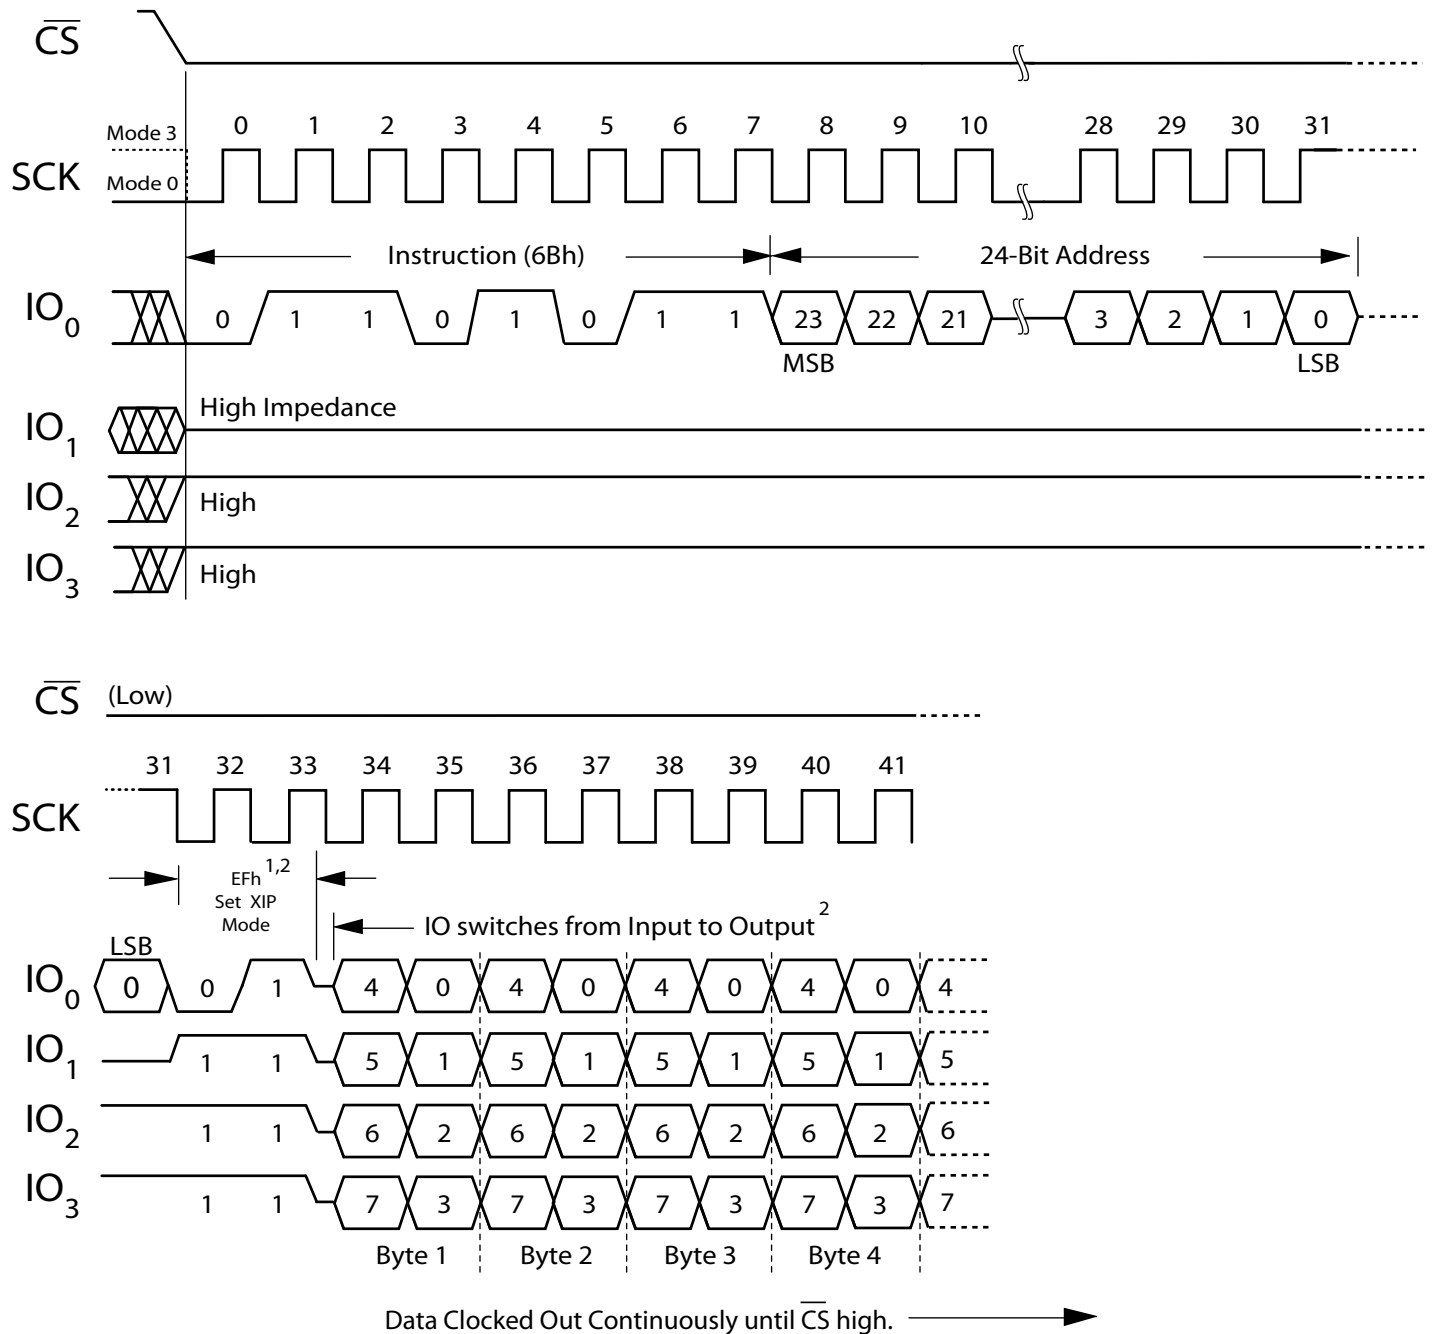 CS
Mode 3 0 1 2 3 4 5 6 7 8 9 10 28 29 30 31
SCK
Mode 0
Instruction (6Bh) 24-Bit Address
IO0 0 1 1 0 1 0 1 1 23 22 21 3 2 1 0
MSB LSB
High Impedance
IO1
IO2 High
IO3 High
CS (Low)
31 32 33 34 35 36 37 38 39 40 41
SCK
EFh 1,2
Set XIP
Mode
IO switches from Input to Output 2
LSB
IO0 0 0 1 4 0 4 0 4 0 4 0 4
IO1 1 1 5 1 5 1 5 1 5 1 5
IO2 1 1 6 2 6 2 6 2 6 2 6
IO3 1 1 7 3 7 3 7 3 7 3 7
Byte 1 Byte 2 Byte 3 Byte 4
Data Clocked Out Continuously until CS high.